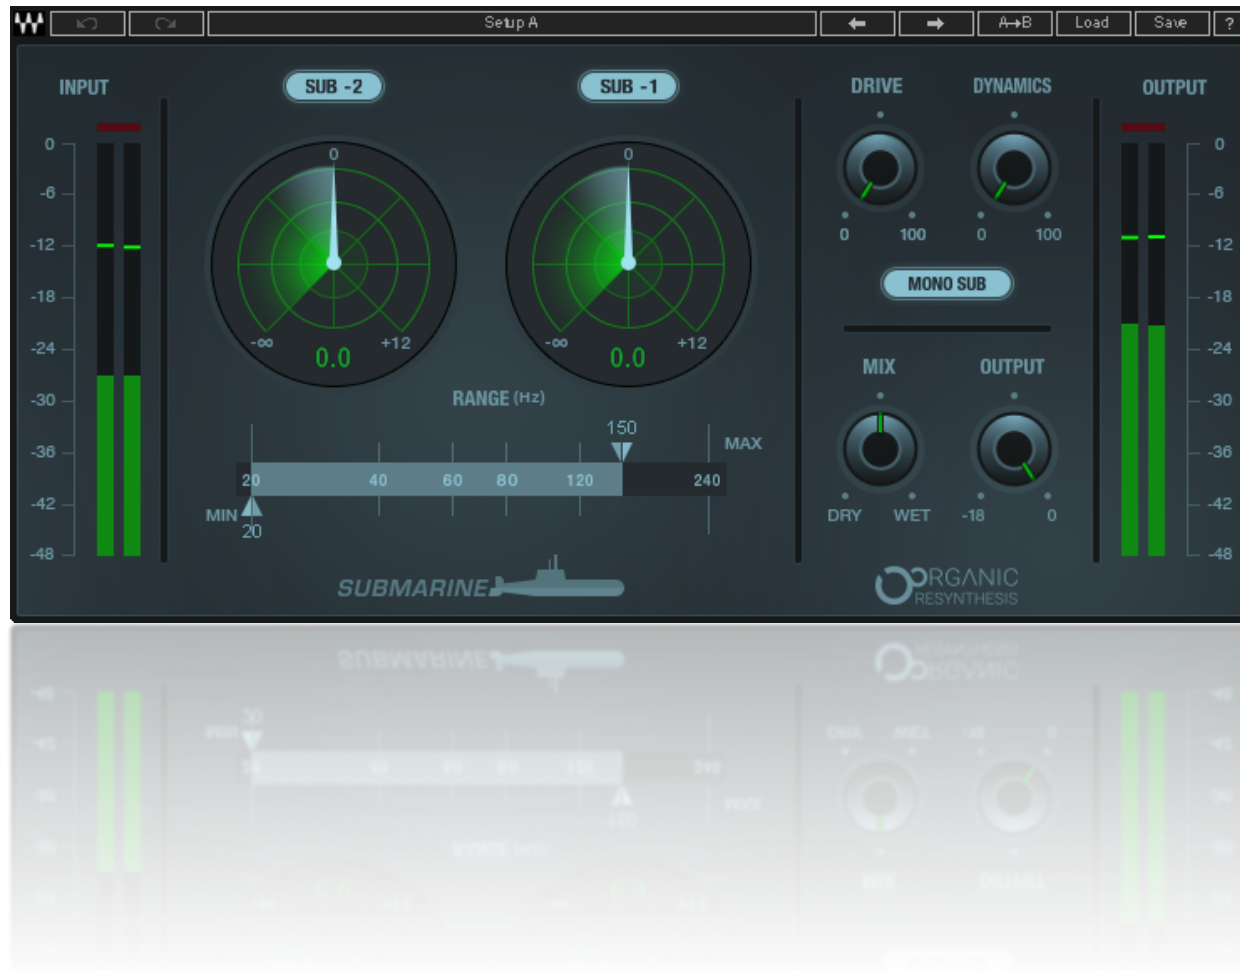 Setup A
A→B
Load
Save
?
INPUT
SUB -2
SUB -1
DRIVE
DYNAMICS
OUTPUT
0
-6
-12
-18
-24
-30
-36
-42
-48
0
-∞
+12
0.0
0
-∞
+12
0.0
0
100
0
100
MONO SUB
MIX
OUTPUT
DRY
WET
-18
0
RANGE (Hz)
150
MAX
20
40
60
80
120
240
MIN
20
SUBMARINE
ORGANIC
RESYNTHESIS
0
-6
-12
-18
-24
-30
-36
-42
-48